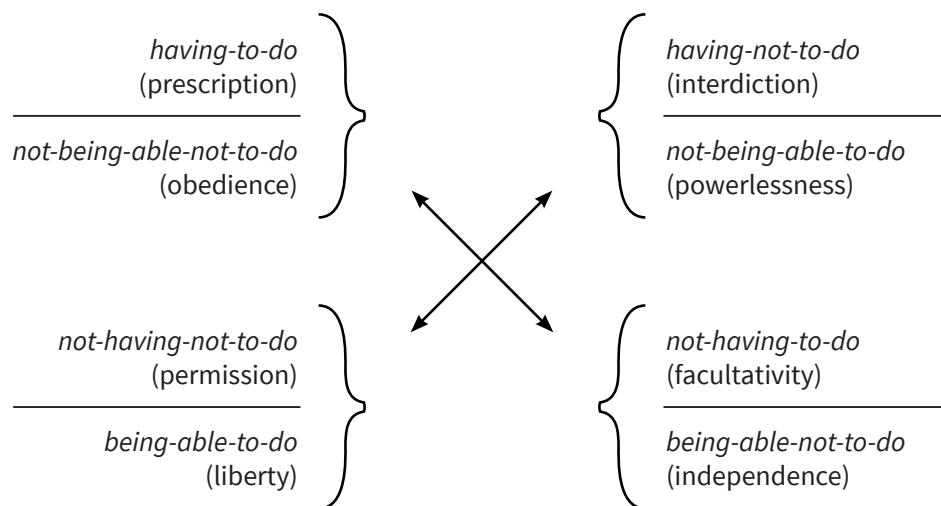 having-to-do
(prescription)
not-being-able-not-to-do
(obedience)
having-not-to-do
(interdiction)
not-being-able-to-do
(powerlessness)
not-having-not-to-do
(permission)
being-able-to-do
(liberty)
not-having-to-do
(facultativity)
being-able-not-to-do
(independence)